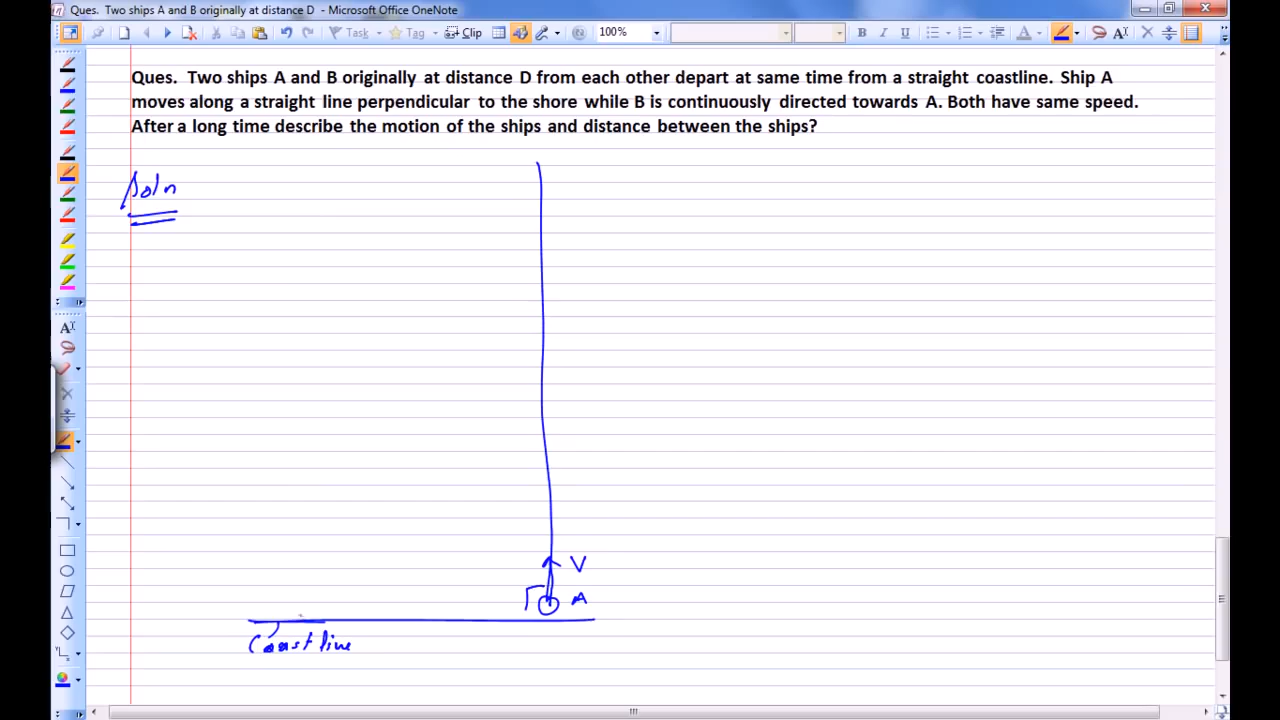 Ques. Two ships A and B originally at distance D - Microsoft Office OneNote
Task
Tag
Clip
100%
B I U
Ques. Two ships A and B originally at distance D from each other depart at same time from a straight coastline. Ship A
moves along a straight line perpendicular to the shore while B is continuously directed towards A. Both have same speed.
After a long time describe the motion of the ships and distance between the ships?
Soln
V
A
Coast line